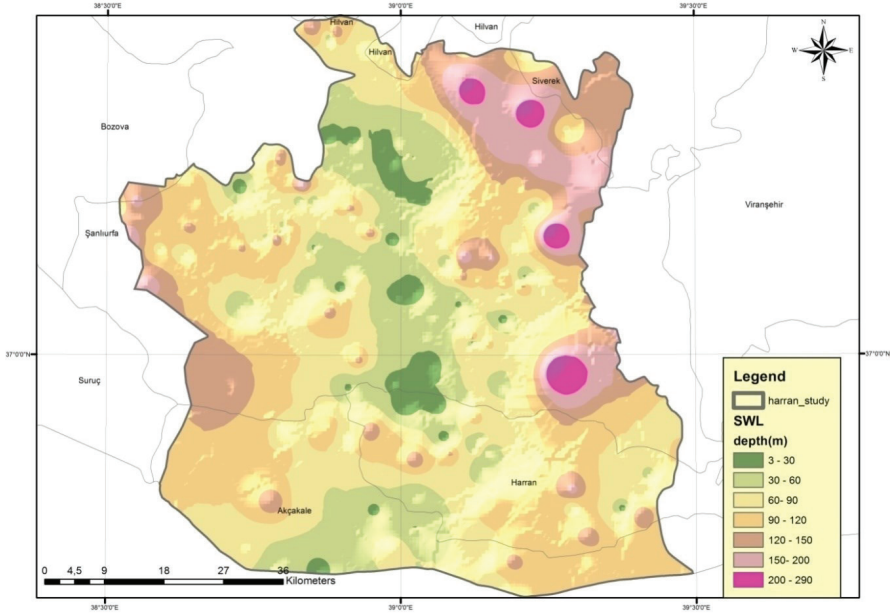 38°30'0"E
39°0'0"E
39°30'0"E
Hilvan
Hilvan
Hilvan
N
W
E
S
Siverek
Bozova
Viranşehir
Şanlıurfa
37°0'0"N
37°0'0"N
Suruç
Harran
Akçakale
Legend
harran_study
SWL
depth(m)
3 - 30
30 - 60
60- 90
90 - 120
120 - 150
150- 200
200 - 290
0 4,5 9 18 27 36
Kilometers
38°30'0"E
39°0'0"E
39°30'0"E